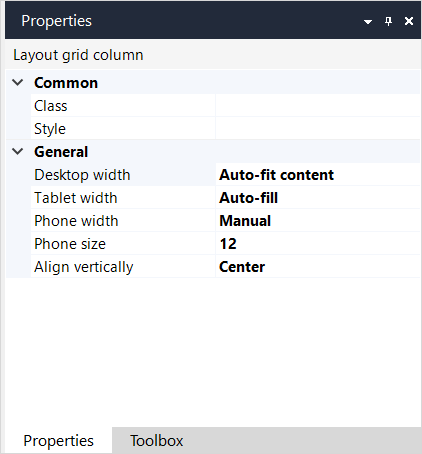 Properties
Layout grid column
Common
Class
Style
General
Desktop width Auto-fit content
Tablet width Auto-fill
Phone width Manual
Phone size 12
Align vertically Center
Properties Toolbox